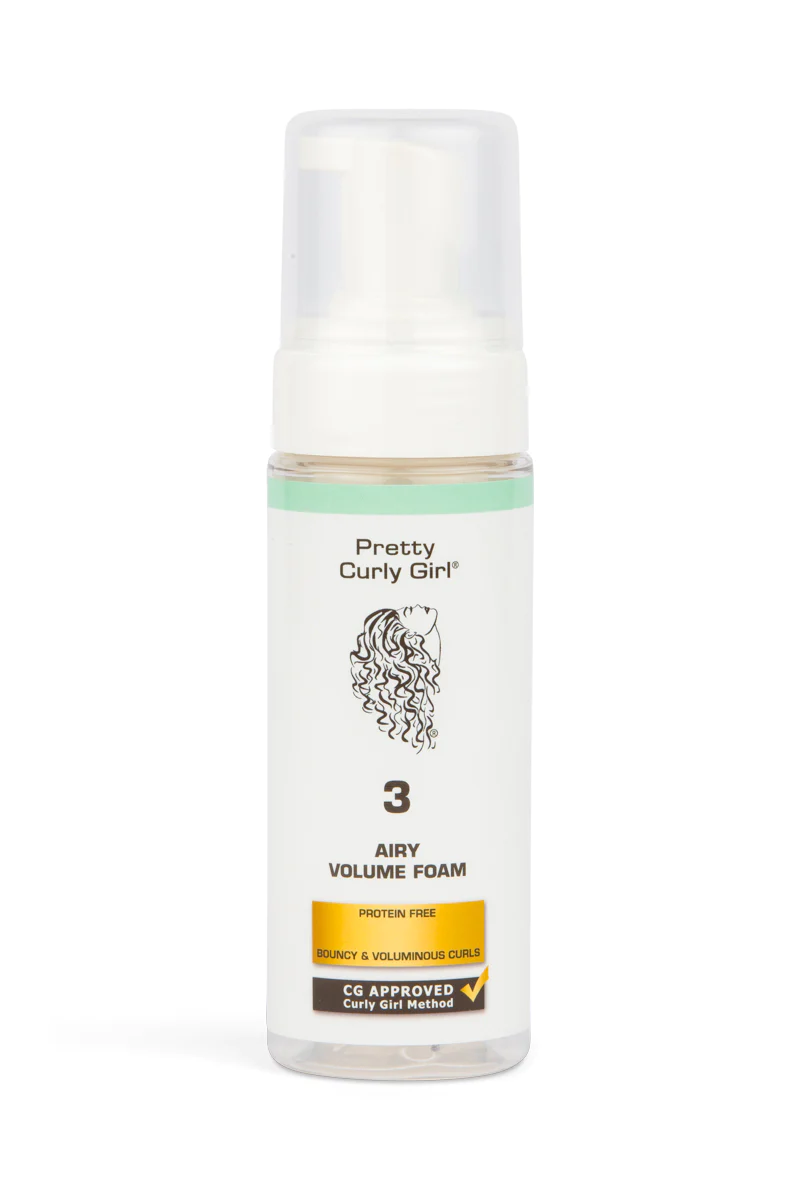 Pretty
Curly Girl®
®
3
AIRY
VOLUME FOAM
PROTEIN FREE
BOUNCY & VOLUMINOUS CURLS
CG APPROVED
Curly Girl Method